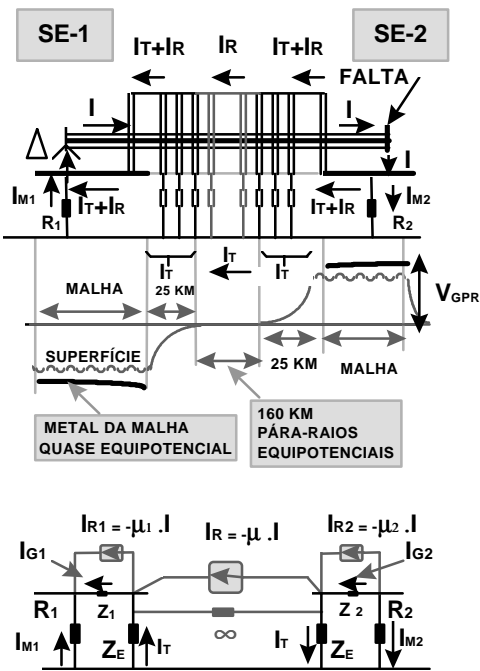 SE-1
SE-2
IT+IR
IR
IT+IR
FALTA
I
I
Δ
I
IM1
R1
IT+IR
IT+IR
IM2
R2
IT
IT
IT
MALHA
25 KM
VGPR
SUPERFÍCIE
25 KM
MALHA
METAL DA MALHA
QUASE EQUIPOTENCIAL
160 KM
PÁRA-RAIOS
EQUIPOTENCIAIS
IR1 = -μ1 .I
IR = -μ .I
IR2 = -μ2 .I
IG1
IG2
R1
Z1
Z 2
R2
IM1
ZE
IT
∞
IT
ZE
IM2